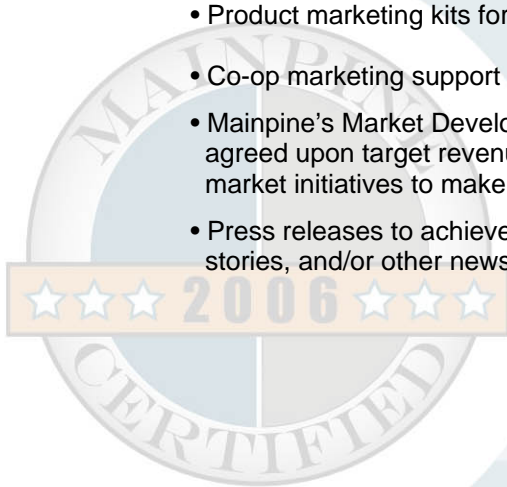 • Product marketing kits for
• Co-op marketing support
• Mainpine's Market Develo
agreed upon target revenu
market initiatives to make
• Press releases to achieve
stories, and/or other news
MAINPINE
2006
CERTIFIED